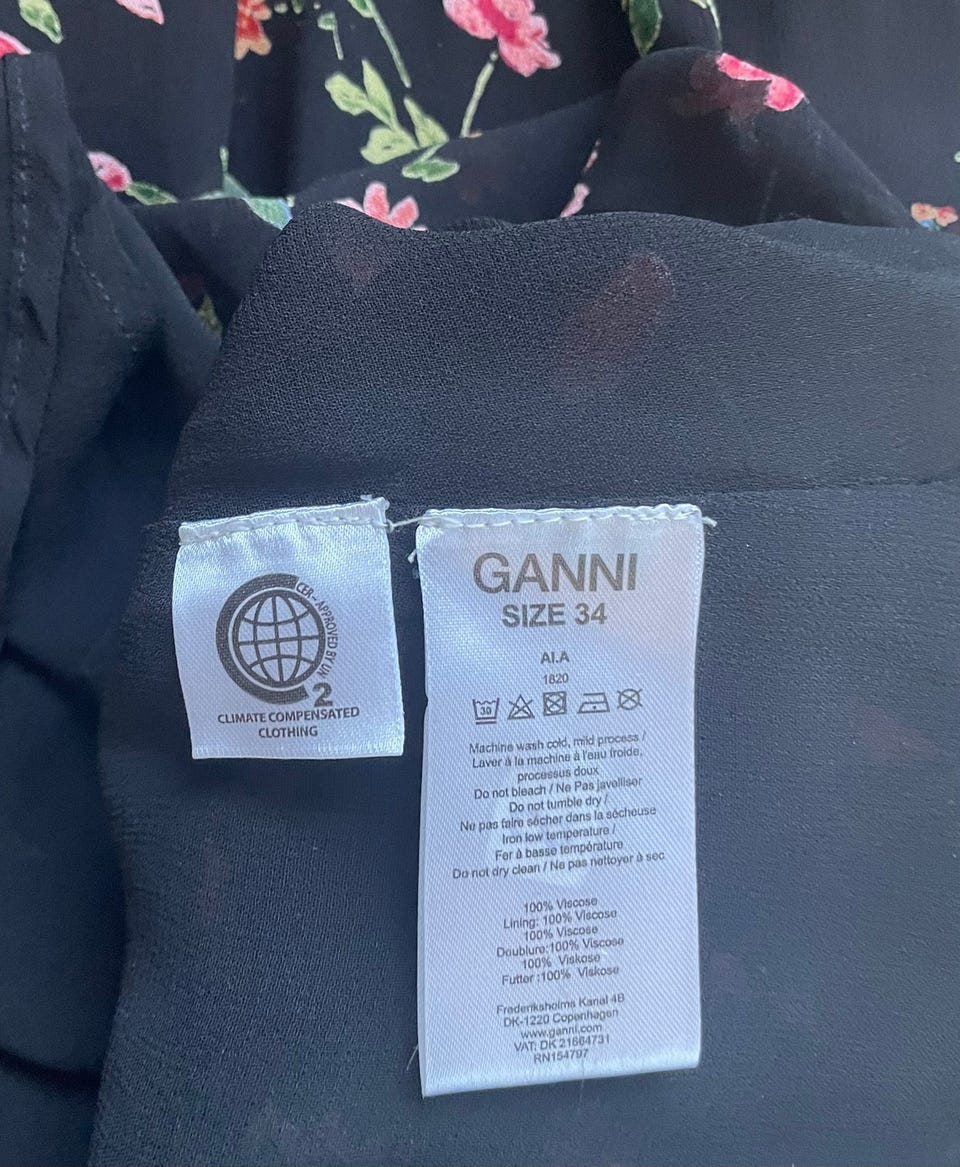 CER - APPROVED BY UN
2
CLIMATE COMPENSATED
CLOTHING
GANNI
SIZE 34
AI.A
1820
30
Machine wash cold, mild process /
Laver à la machine à l'eau froide,
processus doux
Do not bleach / Ne Pas javelliser
Do not tumble dry /
Ne pas faire sécher dans la sécheuse
Iron low temperature /
Fer à basse température
Do not dry clean / Ne pas nettoyer à sec
100% Viscose
Lining: 100% Viscose
100% Viscose
Doublure:100% Viscose
100% Viskose
Futter :100% Viskose
Frederiksholms Kanal 4B
DK-1220 Copenhagen
www.ganni.com
VAT: DK 21664731
RN154797